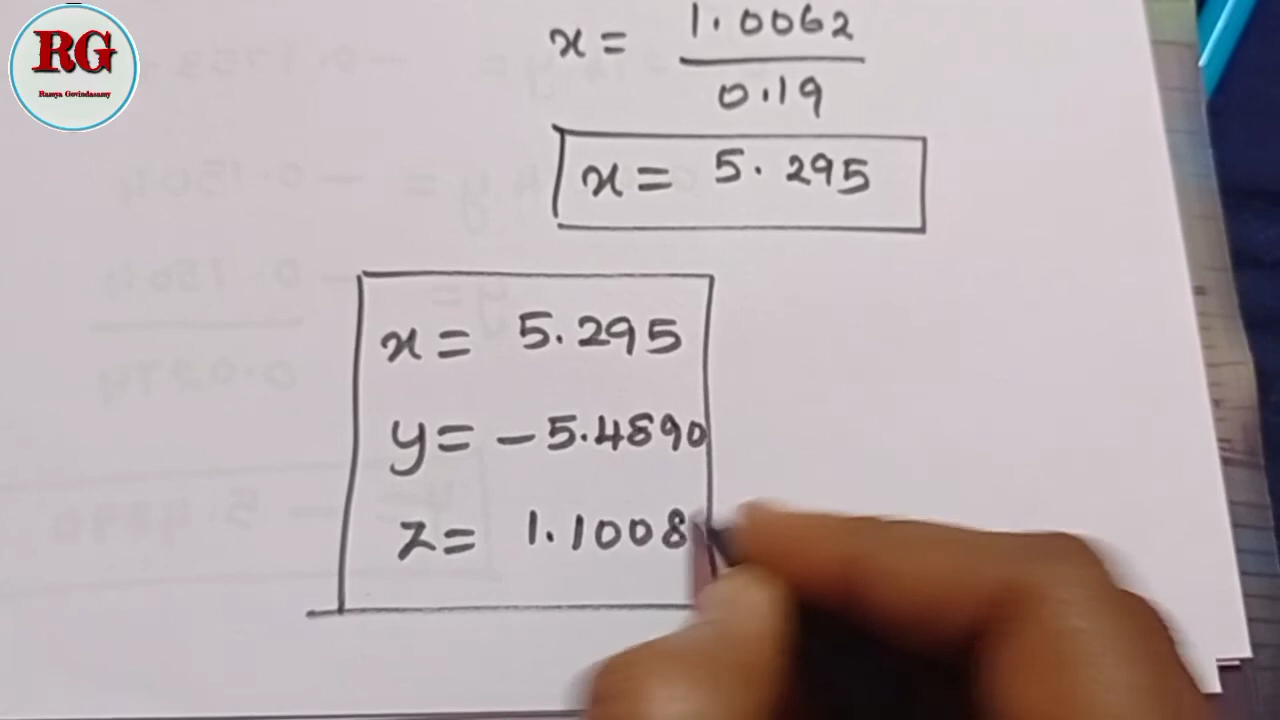 RG
Ramya Govindasamy
x = 1.0062
0.19
x = 5.295
x = 5.295
y = -5.4890
z = 1.1008